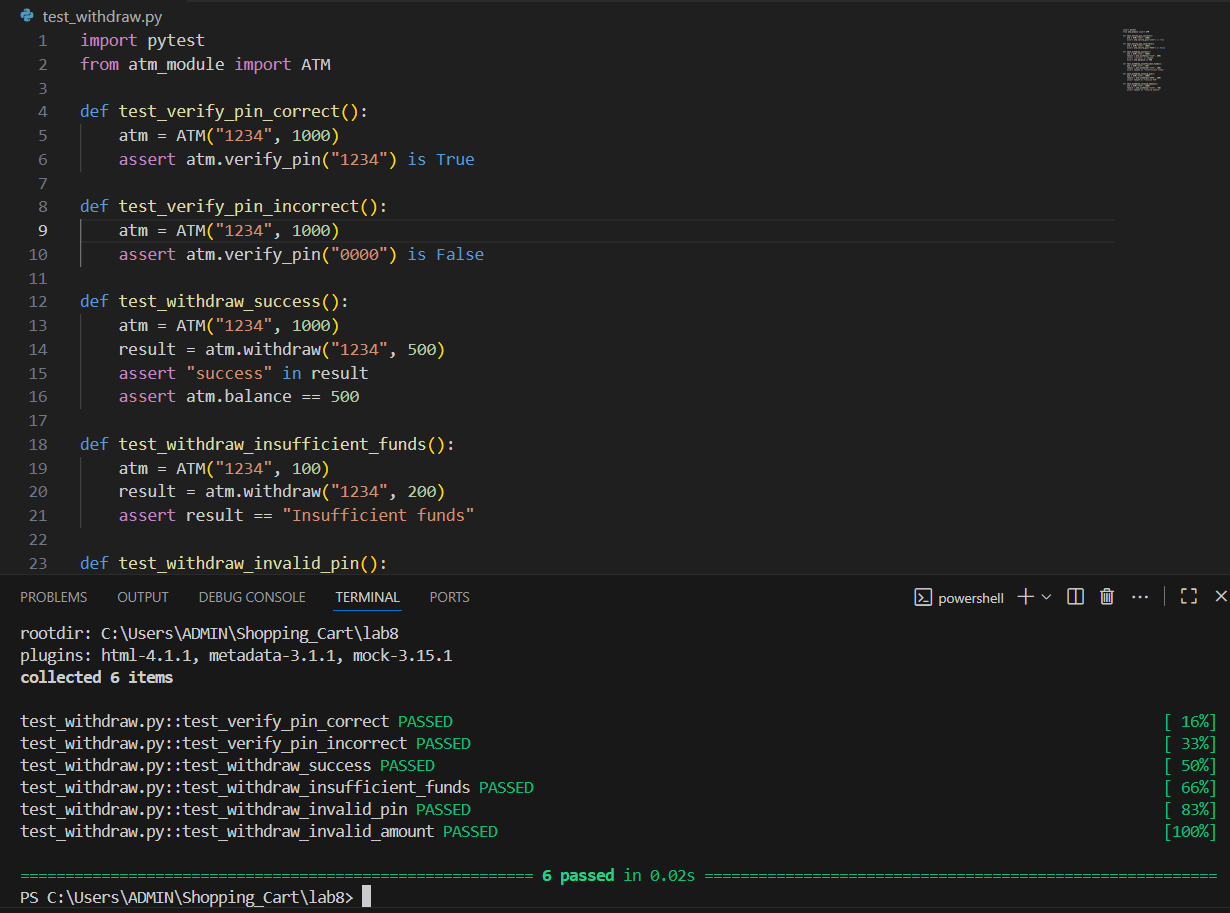 test_withdraw.py
1 import pytest
2 from atm_module import ATM
3
4 def test_verify_pin_correct():
5     atm = ATM("1234", 1000)
6     assert atm.verify_pin("1234") is True
7
8 def test_verify_pin_incorrect():
9     atm = ATM("1234", 1000)
10     assert atm.verify_pin("0000") is False
11
12 def test_withdraw_success():
13     atm = ATM("1234", 1000)
14     result = atm.withdraw("1234", 500)
15     assert "success" in result
16     assert atm.balance == 500
17
18 def test_withdraw_insufficient_funds():
19     atm = ATM("1234", 100)
20     result = atm.withdraw("1234", 200)
21     assert result == "Insufficient funds"
22
23 def test_withdraw_invalid_pin():
PROBLEMS OUTPUT DEBUG CONSOLE TERMINAL PORTS powershell
rootdir: C:\Users\ADMIN\Shopping_Cart\lab8
plugins: html-4.1.1, metadata-3.1.1, mock-3.15.1
collected 6 items
test_withdraw.py::test_verify_pin_correct PASSED [ 16%]
test_withdraw.py::test_verify_pin_incorrect PASSED [ 33%]
test_withdraw.py::test_withdraw_success PASSED [ 50%]
test_withdraw.py::test_withdraw_insufficient_funds PASSED [ 66%]
test_withdraw.py::test_withdraw_invalid_pin PASSED [ 83%]
test_withdraw.py::test_withdraw_invalid_amount PASSED [100%]
========================================================= 6 passed in 0.02s =========================================================
PS C:\Users\ADMIN\Shopping_Cart\lab8>